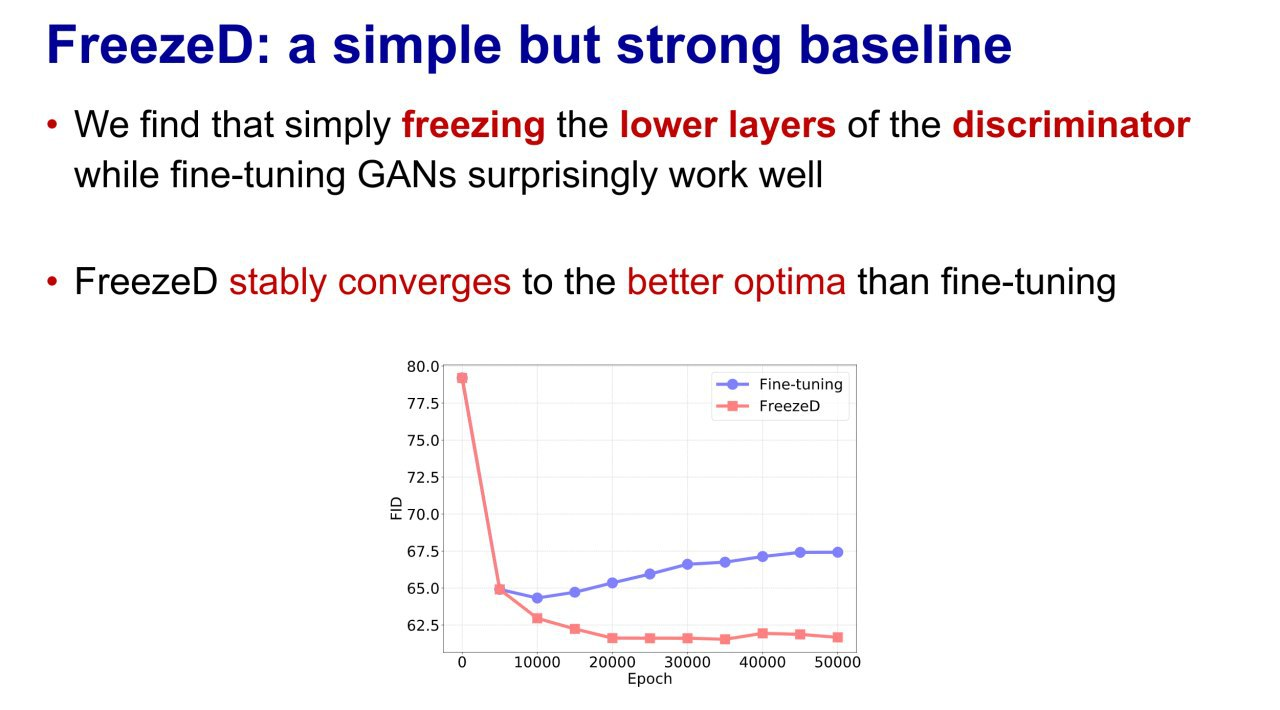 FreezeD: a simple but strong baseline
• We find that simply freezing the lower layers of the discriminator
while fine-tuning GANs surprisingly work well
• FreezeD stably converges to the better optima than fine-tuning
80.0
77.5
75.0
72.5
70.0
67.5
65.0
62.5
FID
Fine-tuning
FreezeD
0 10000 20000 30000 40000 50000
Epoch